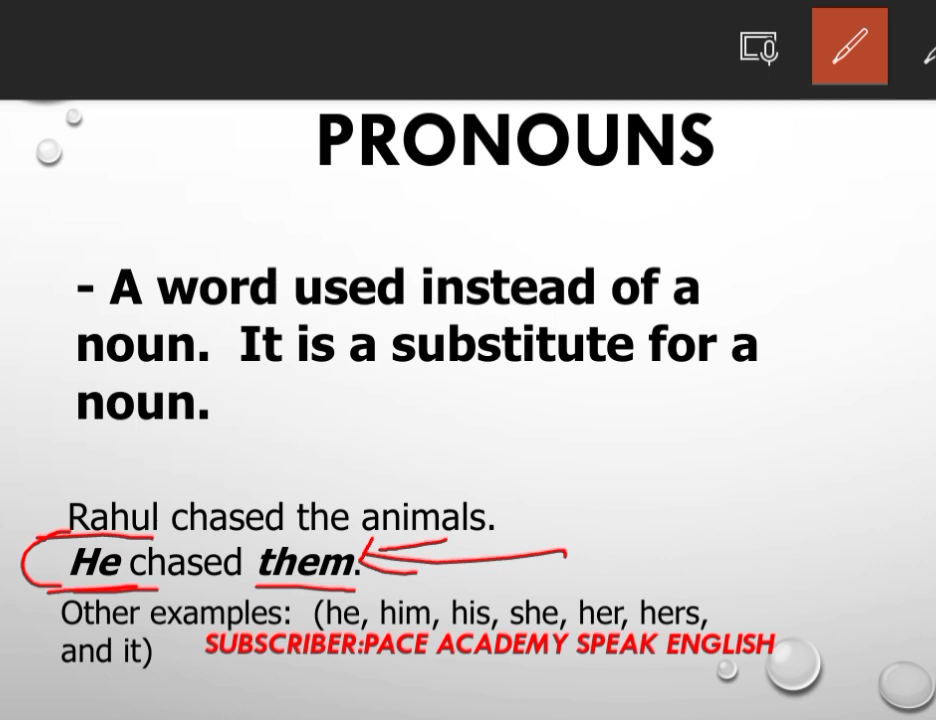 PRONOUNS
- A word used instead of a
noun. It is a substitute for a
noun.
Rahul chased the animals.
He chased them.
Other examples: (he, him, his, she, her, hers,
and it)
SUBSCRIBER:PACE ACADEMY SPEAK ENGLISH